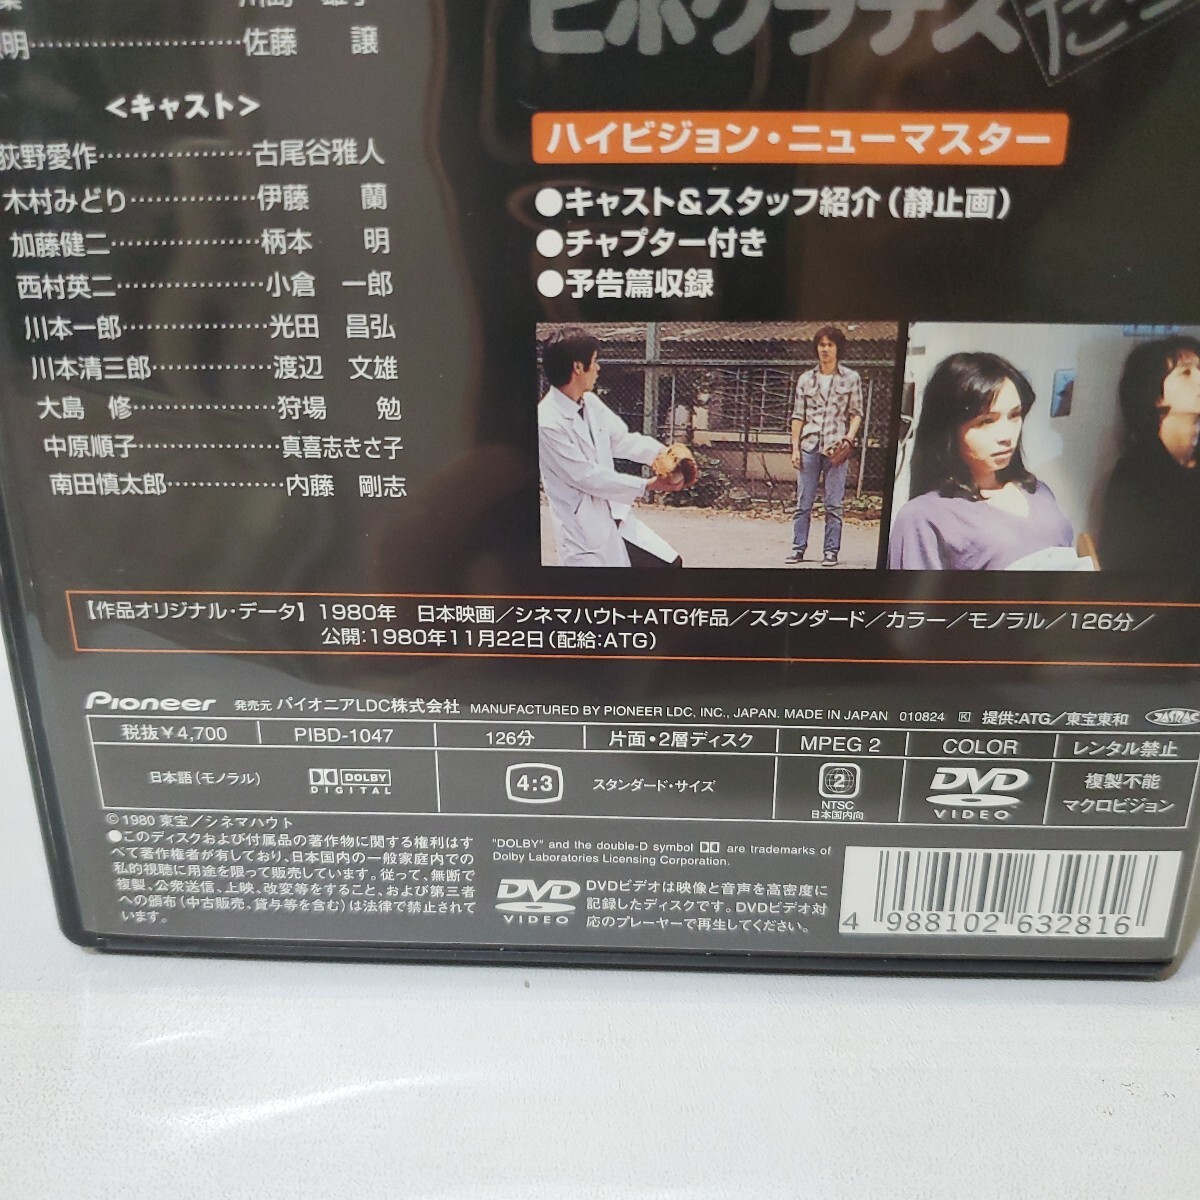 明……………………佐藤　譲
<キャスト>
荻野愛作……………古尾谷雅人
木村みどり…………伊藤　蘭
加藤健二……………柄本　明
西村英二……………小倉　一郎
川本一郎……………光田　昌弘
川本清三郎…………渡辺　文雄
大島　修……………狩場　勉
中原順子……………真喜志きさ子
南田慎太郎…………内藤　剛志
ヒポクラテス
ハイビジョン・ニューマスター
●キャスト&スタッフ紹介(静止画)
●チャプター付き
●予告篇収録
【作品オリジナル・データ】1980年　日本映画/シネマハウト+ATG作品/スタンダード/カラー/モノラル/126分/
公開:1980年11月22日(配給:ATG)
Pioneer 発売元 パイオニアLDC株式会社 MANUFACTURED BY PIONEER LDC, INC., JAPAN. MADE IN JAPAN 010824 K 提供:ATG/東宝東和 JASRAC
税抜¥4,700 PIBD-1047 126分 片面・2層ディスク MPEG 2 COLOR レンタル禁止
日本語(モノラル) DOLBY DIGITAL 4:3 スタンダード・サイズ 2 NTSC 日本国内向 DVD VIDEO 複製不能 マクロビジョン
©1980 東宝/シネマハウト
●このディスクおよび付属品の著作物に関する権利はす
べて著作権者が有しており、日本国内の一般家庭内での
私的視聴に用途を限って販売しています。従って、無断で
複製、公衆送信、上映、改変等をすること、および第三者
への頒布(中古販売、貸与等を含む)は法律で禁止されて
います。
"DOLBY" and the double-D symbol are trademarks of
Dolby Laboratories Licensing Corporation.
DVD VIDEO
DVDビデオは映像と音声を高密度に
記録したディスクです。DVDビデオ対
応のプレーヤーで再生してください。
4 988102 632816